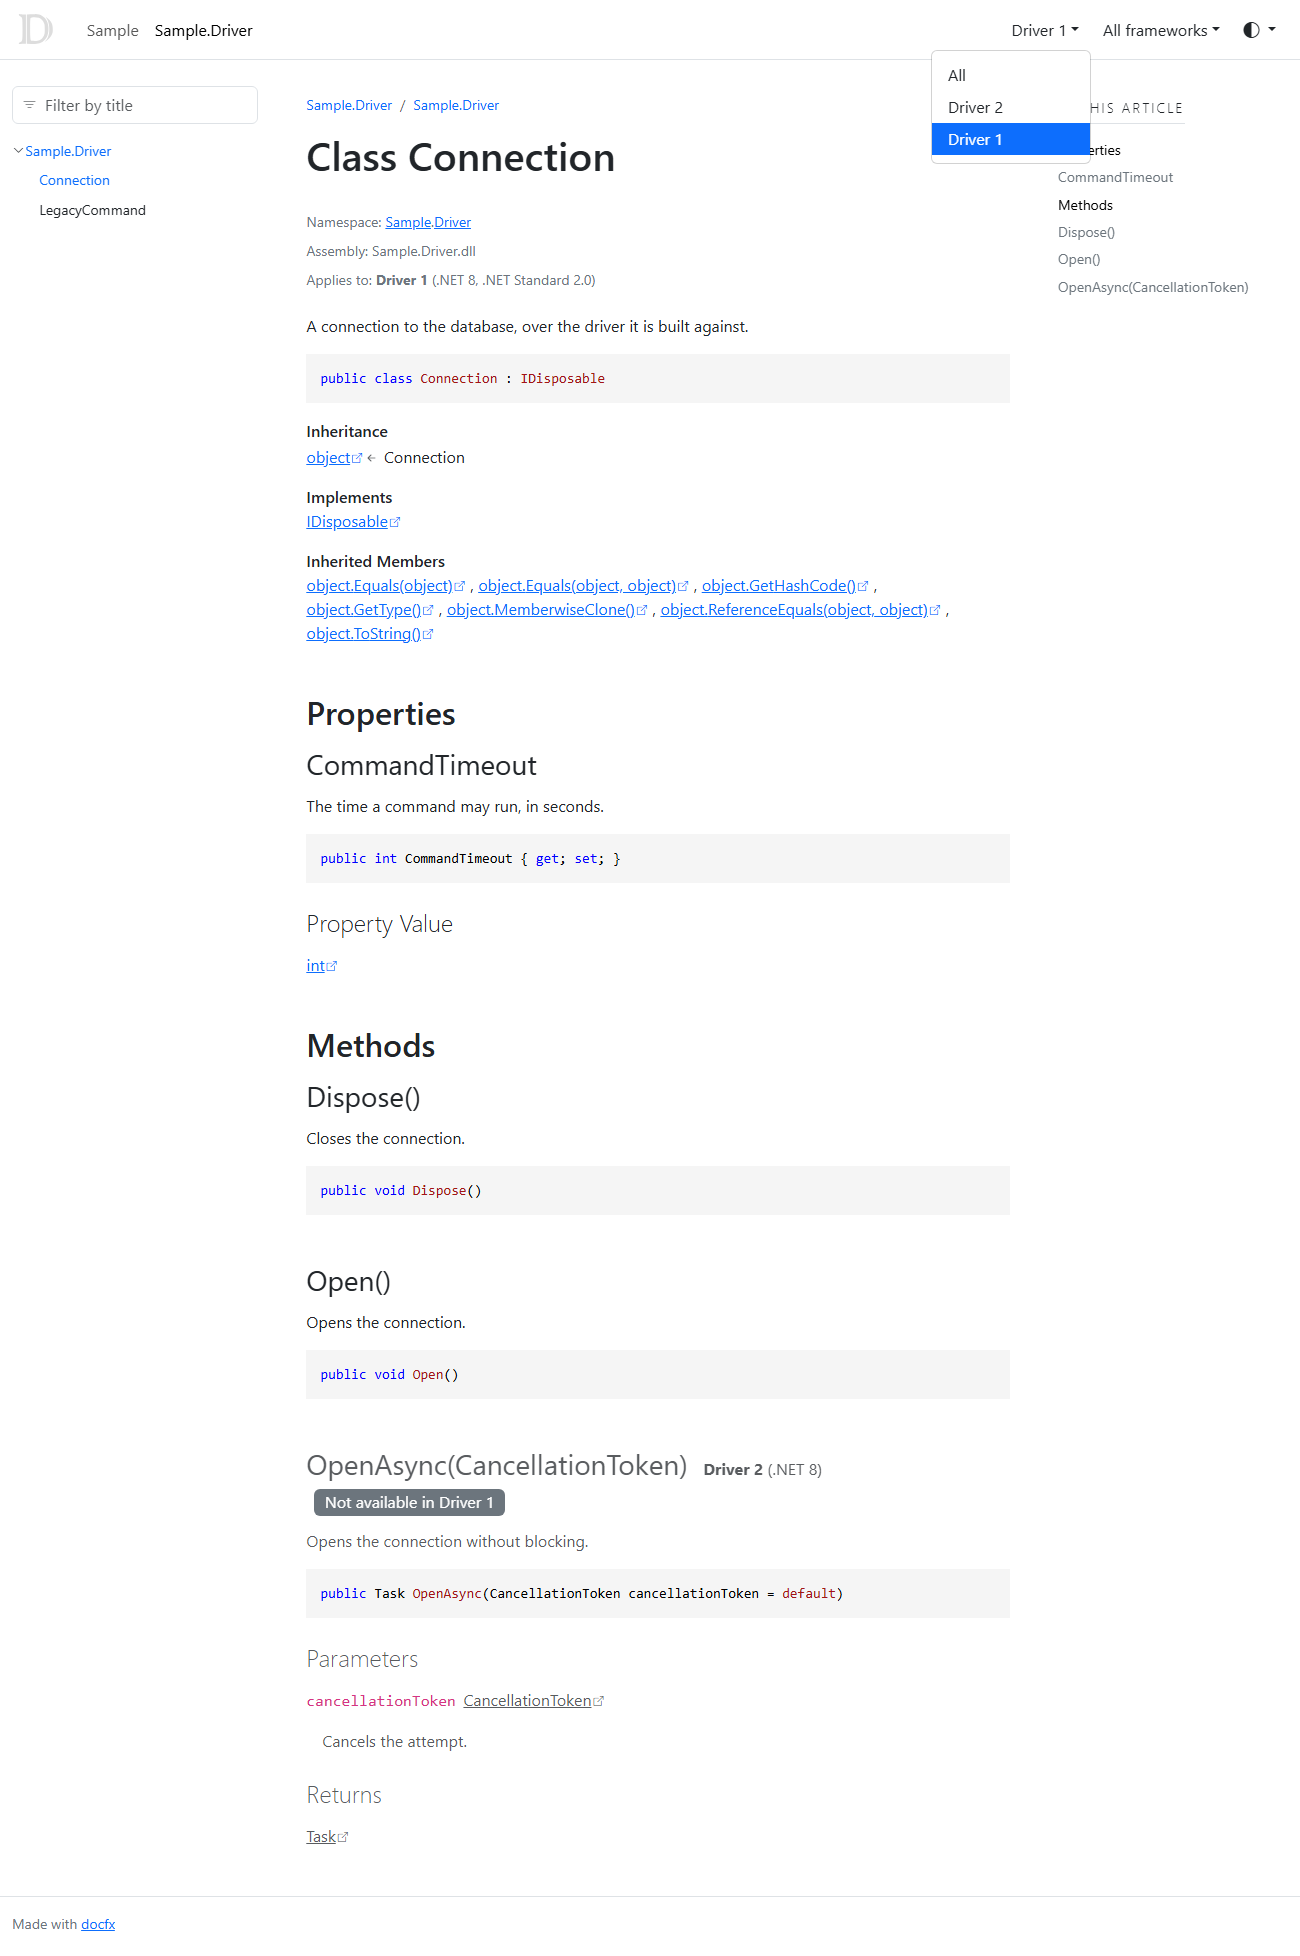 D
Sample
Sample.Driver
Driver 1
All frameworks
All
Driver 2
Driver 1
Filter by title
Sample.Driver
Connection
LegacyCommand
Sample.Driver / Sample.Driver
Class Connection
Namespace: Sample.Driver
Assembly: Sample.Driver.dll
Applies to: Driver 1 (.NET 8, .NET Standard 2.0)
A connection to the database, over the driver it is built against.
public class Connection : IDisposable
Inheritance
object ← Connection
Implements
IDisposable
Inherited Members
object.Equals(object) , object.Equals(object, object) , object.GetHashCode() ,
object.GetType() , object.MemberwiseClone() , object.ReferenceEquals(object, object) ,
object.ToString()
Properties
CommandTimeout
The time a command may run, in seconds.
public int CommandTimeout { get; set; }
Property Value
int
Methods
Dispose()
Closes the connection.
public void Dispose()
Open()
Opens the connection.
public void Open()
OpenAsync(CancellationToken) Driver 2 (.NET 8)
Not available in Driver 1
Opens the connection without blocking.
public Task OpenAsync(CancellationToken cancellationToken = default)
Parameters
cancellationToken CancellationToken
Cancels the attempt.
Returns
Task
ARTICLE
CommandTimeout
Methods
Dispose()
Open()
OpenAsync(CancellationToken)
Made with docfx